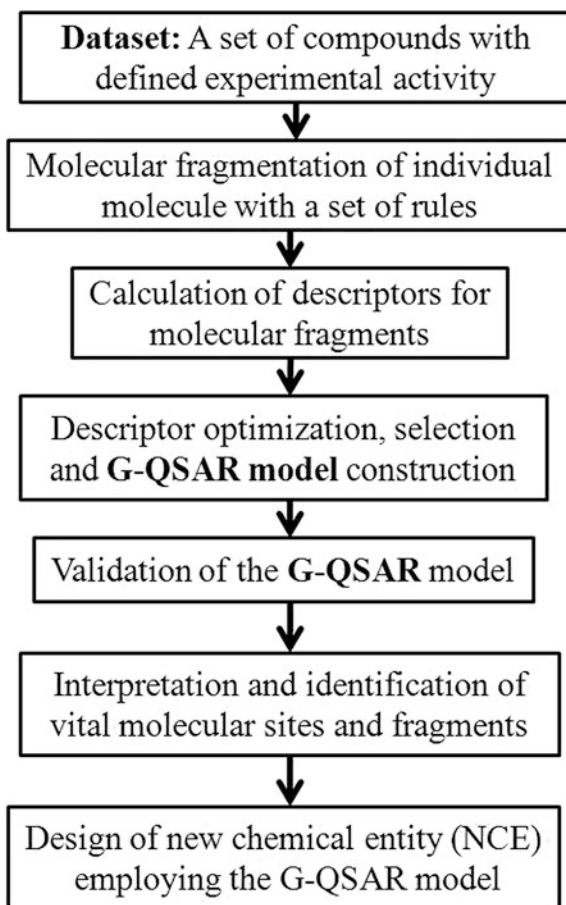 Dataset: A set of compounds with
defined experimental activity
Molecular fragmentation of individual
molecule with a set of rules
Calculation of descriptors for
molecular fragments
Descriptor optimization, selection
and G-QSAR model construction
Validation of the G-QSAR model
Interpretation and identification of
vital molecular sites and fragments
Design of new chemical entity (NCE)
employing the G-QSAR model